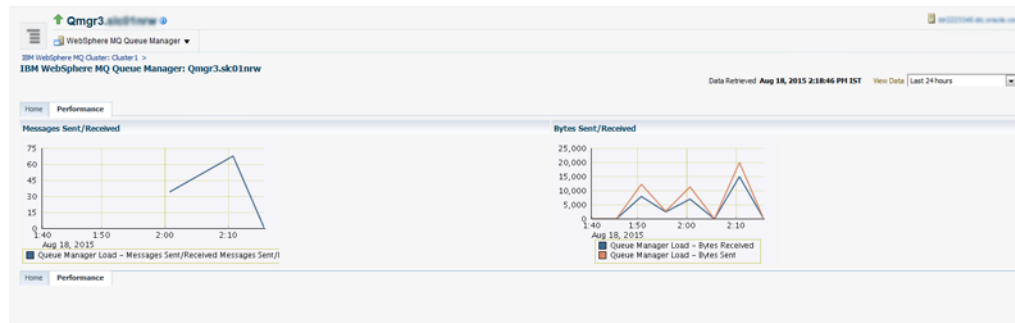 Qmgr3.
WebSphere MQ Queue Manager
IBM WebSphere MQ Cluster: Cluster1 >
IBM WebSphere MQ Queue Manager: Qmgr3.slc01nrw
Data Retrieved Aug 18, 2015 2:18:46 PM IST View Data Last 24 hours
Home Performance
Messages Sent/Received
75
60
45
30
15
0
1:40 1:50 2:00 2:10
Aug 18, 2015
Queue Manager Load – Messages Sent/Received Messages Sent/
Bytes Sent/Received
25,000
20,000
15,000
10,000
5,000
0
1:40 1:50 2:00 2:10
Aug 18, 2015
Queue Manager Load – Bytes Received
Queue Manager Load – Bytes Sent
Home Performance